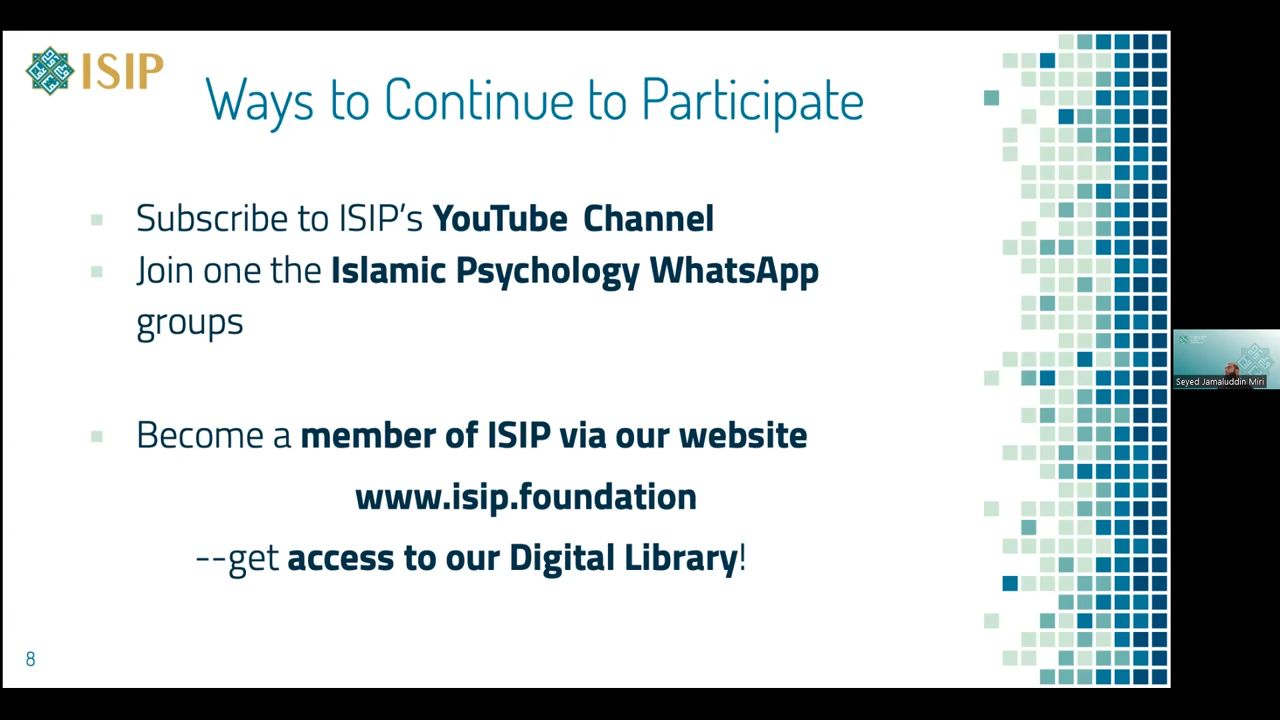 ISIP
Ways to Continue to Participate
Subscribe to ISIP's YouTube Channel
Join one the Islamic Psychology WhatsApp
groups
Become a member of ISIP via our website
www.isip.foundation
--get access to our Digital Library!
8
Seyed Jamaluddin Miri